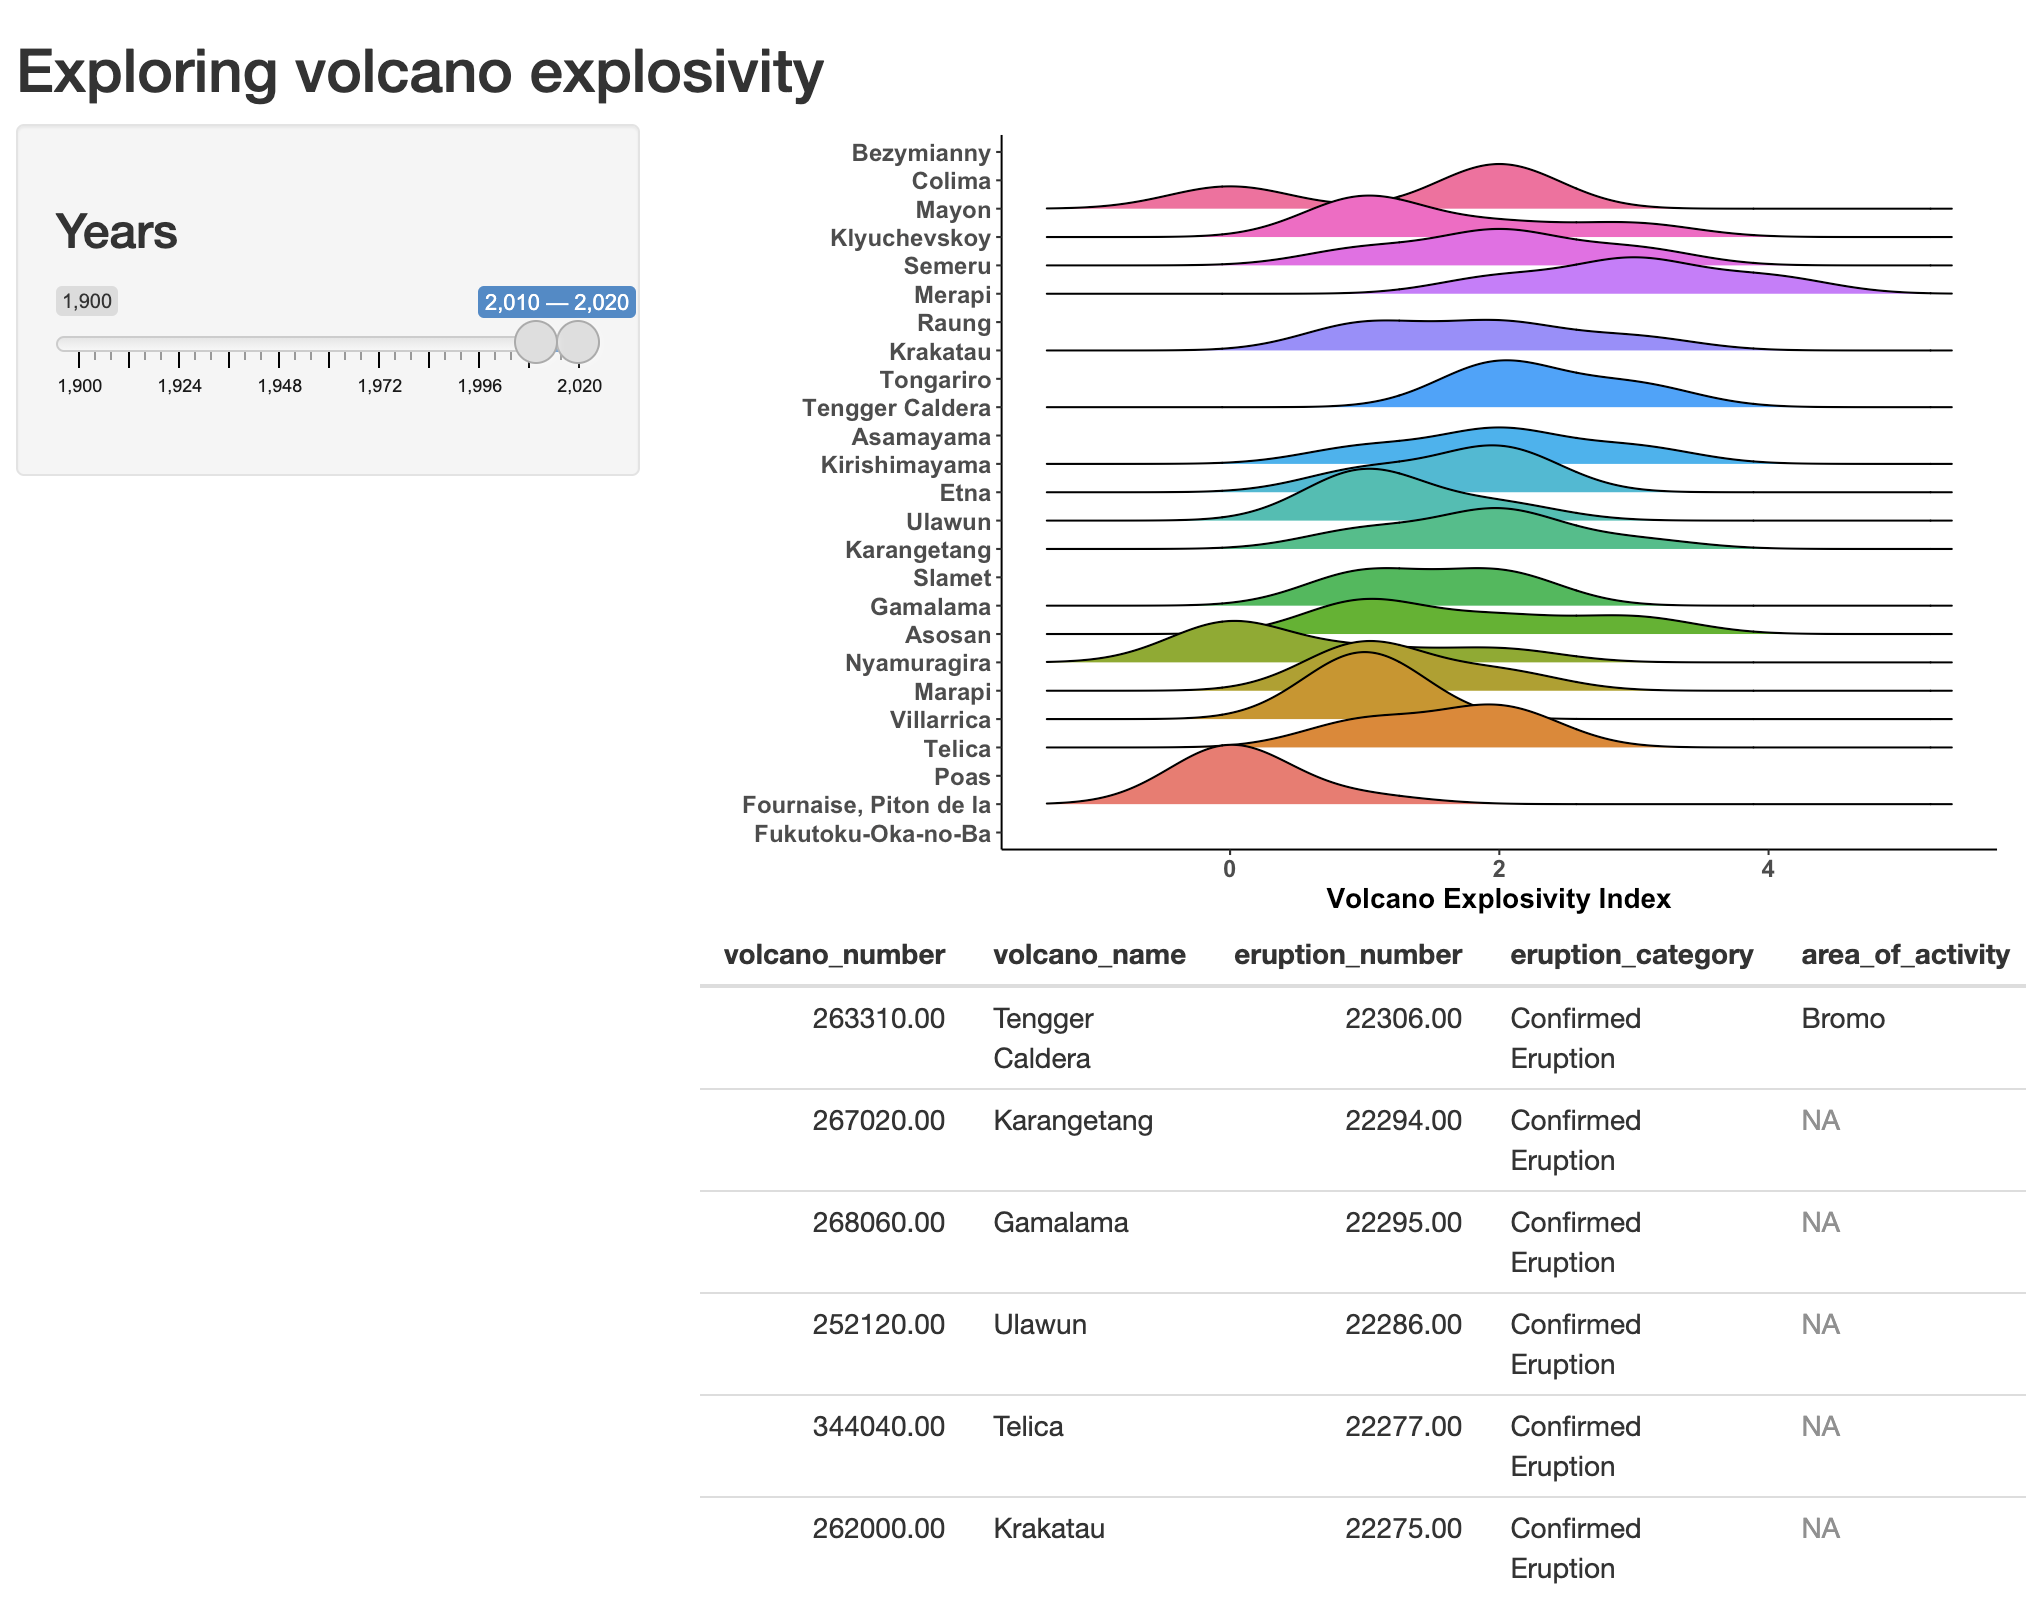 Exploring volcano explosivity
Years
1,900
2,010 — 2,020
1,900 1,924 1,948 1,972 1,996 2,020
Bezymianny
Colima
Mayon
Klyuchevskoy
Semeru
Merapi
Raung
Krakatau
Tongariro
Tengger Caldera
Asamayama
Kirishimayama
Etna
Ulawun
Karangetang
Slamet
Gamalama
Asosan
Nyamuragira
Marapi
Villarrica
Telica
Poas
Fournaise, Piton de la
Fukutoku-Oka-no-Ba
0 2 4
Volcano Explosivity Index
volcano_number volcano_name eruption_number eruption_category area_of_activity
263310.00 Tengger 22306.00 Confirmed Bromo
Caldera Eruption
267020.00 Karangetang 22294.00 Confirmed NA
Eruption
268060.00 Gamalama 22295.00 Confirmed NA
Eruption
252120.00 Ulawun 22286.00 Confirmed NA
Eruption
344040.00 Telica 22277.00 Confirmed NA
Eruption
262000.00 Krakatau 22275.00 Confirmed NA
Eruption